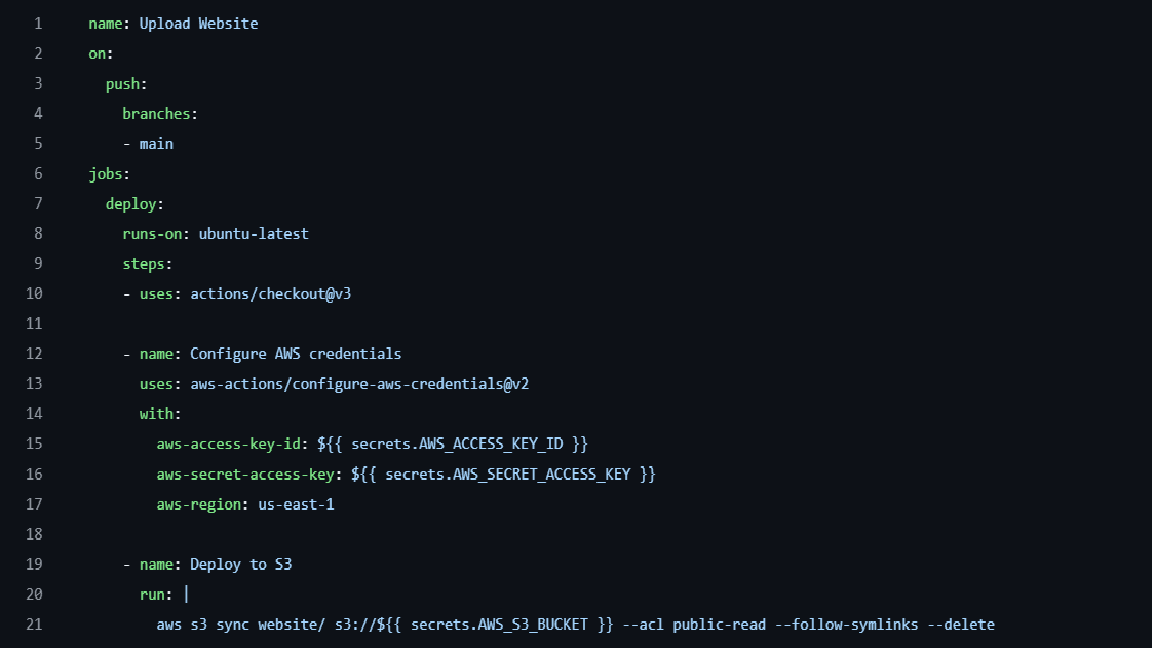 1 name: Upload Website
2 on:
3   push:
4     branches:
5     - main
6 jobs:
7   deploy:
8     runs-on: ubuntu-latest
9     steps:
10     - uses: actions/checkout@v3
11
12     - name: Configure AWS credentials
13       uses: aws-actions/configure-aws-credentials@v2
14       with:
15         aws-access-key-id: ${{ secrets.AWS_ACCESS_KEY_ID }}
16         aws-secret-access-key: ${{ secrets.AWS_SECRET_ACCESS_KEY }}
17         aws-region: us-east-1
18
19     - name: Deploy to S3
20       run: |
21         aws s3 sync website/ s3://${{ secrets.AWS_S3_BUCKET }} --acl public-read --follow-symlinks --delete